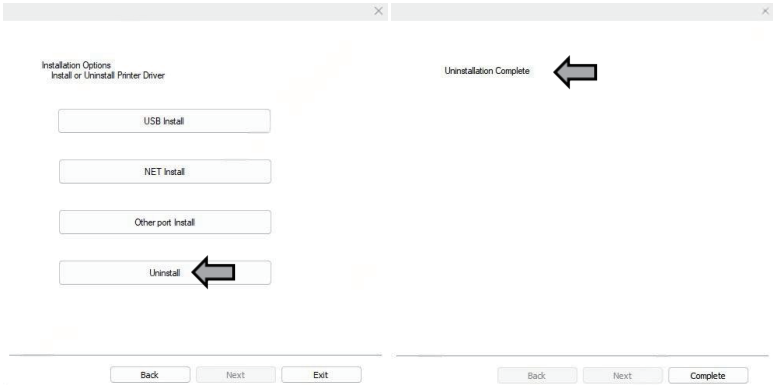 Installation Options
Install or Uninstall Printer Driver
USB Install
NET Install
Other port Install
Uninstall
Back
Next
Exit
Uninstallation Complete
Back
Next
Complete